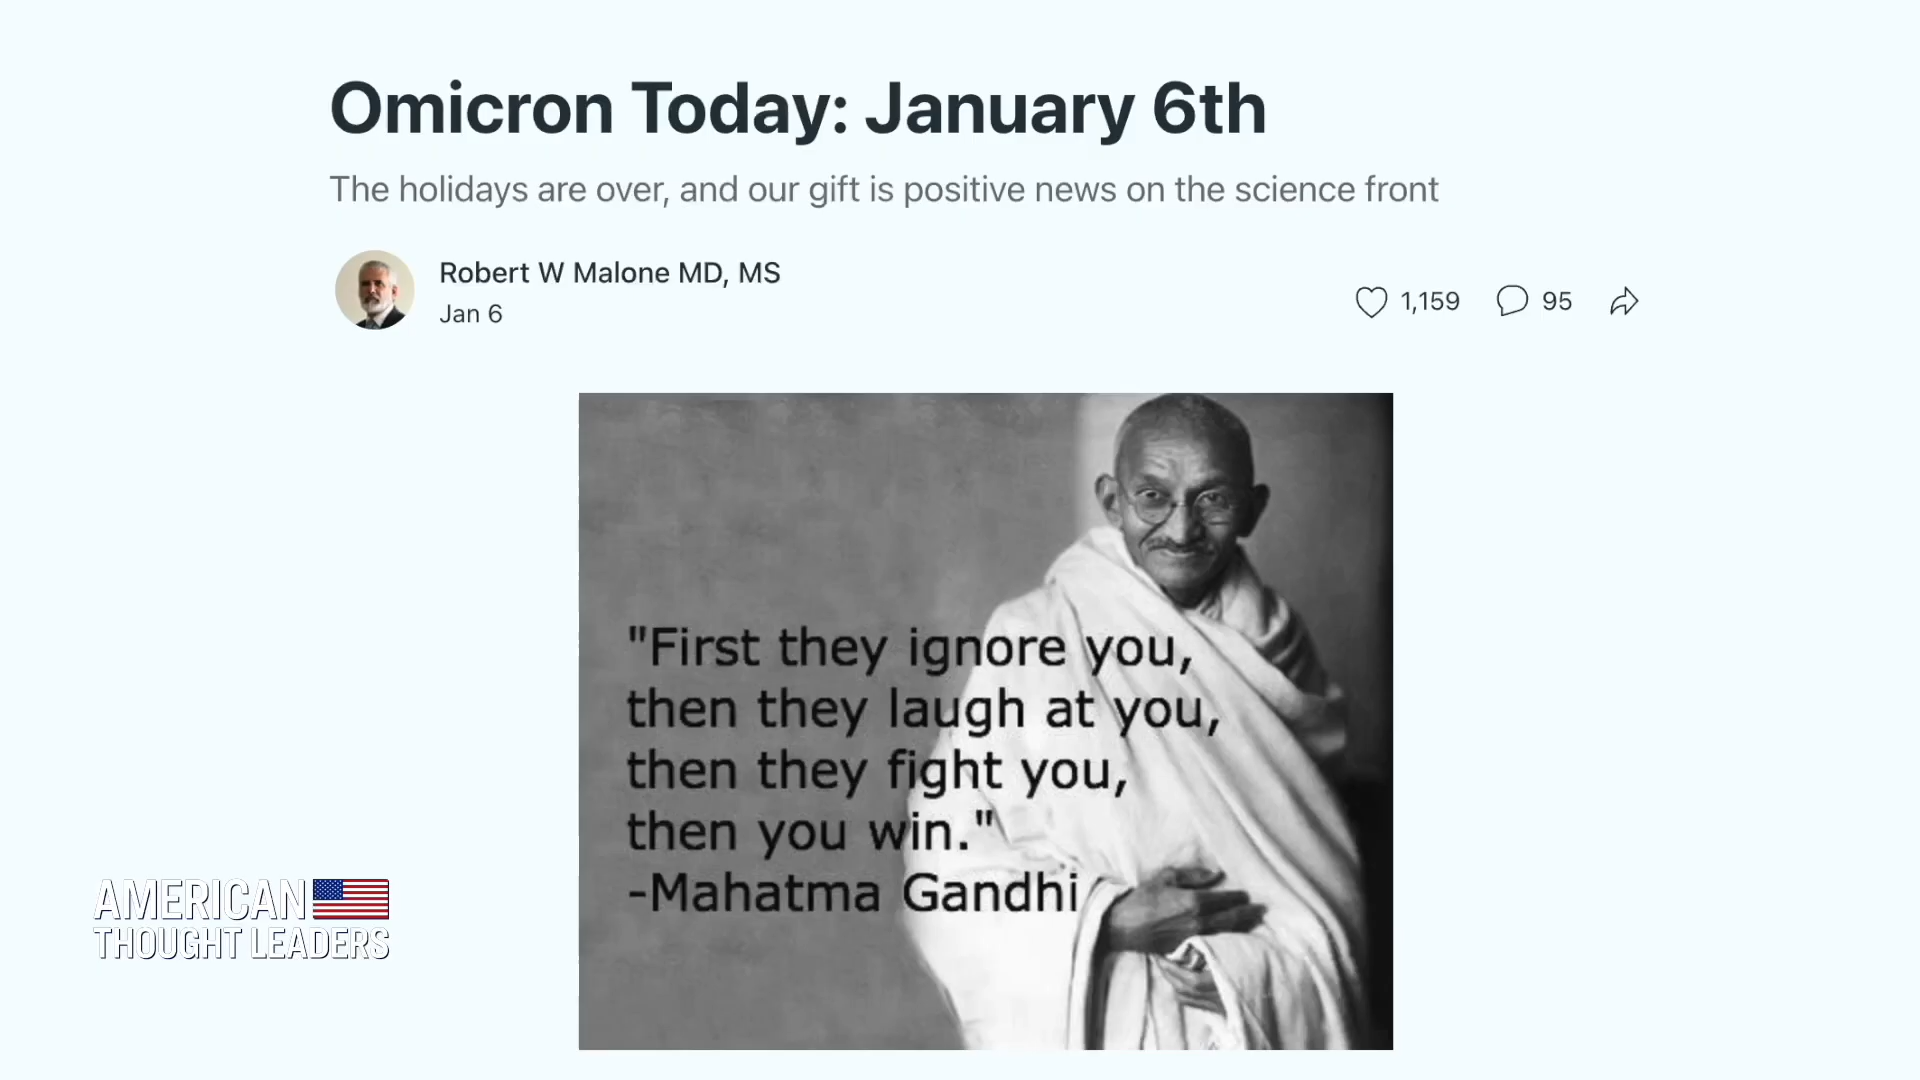 Omicron Today: January 6th
The holidays are over, and our gift is positive news on the science front
Robert W Malone MD, MS
Jan 6
1,159
95
"First they ignore you,
then they laugh at you,
then they fight you,
then you win."
-Mahatma Gandhi
AMERICAN
THOUGHT LEADERS